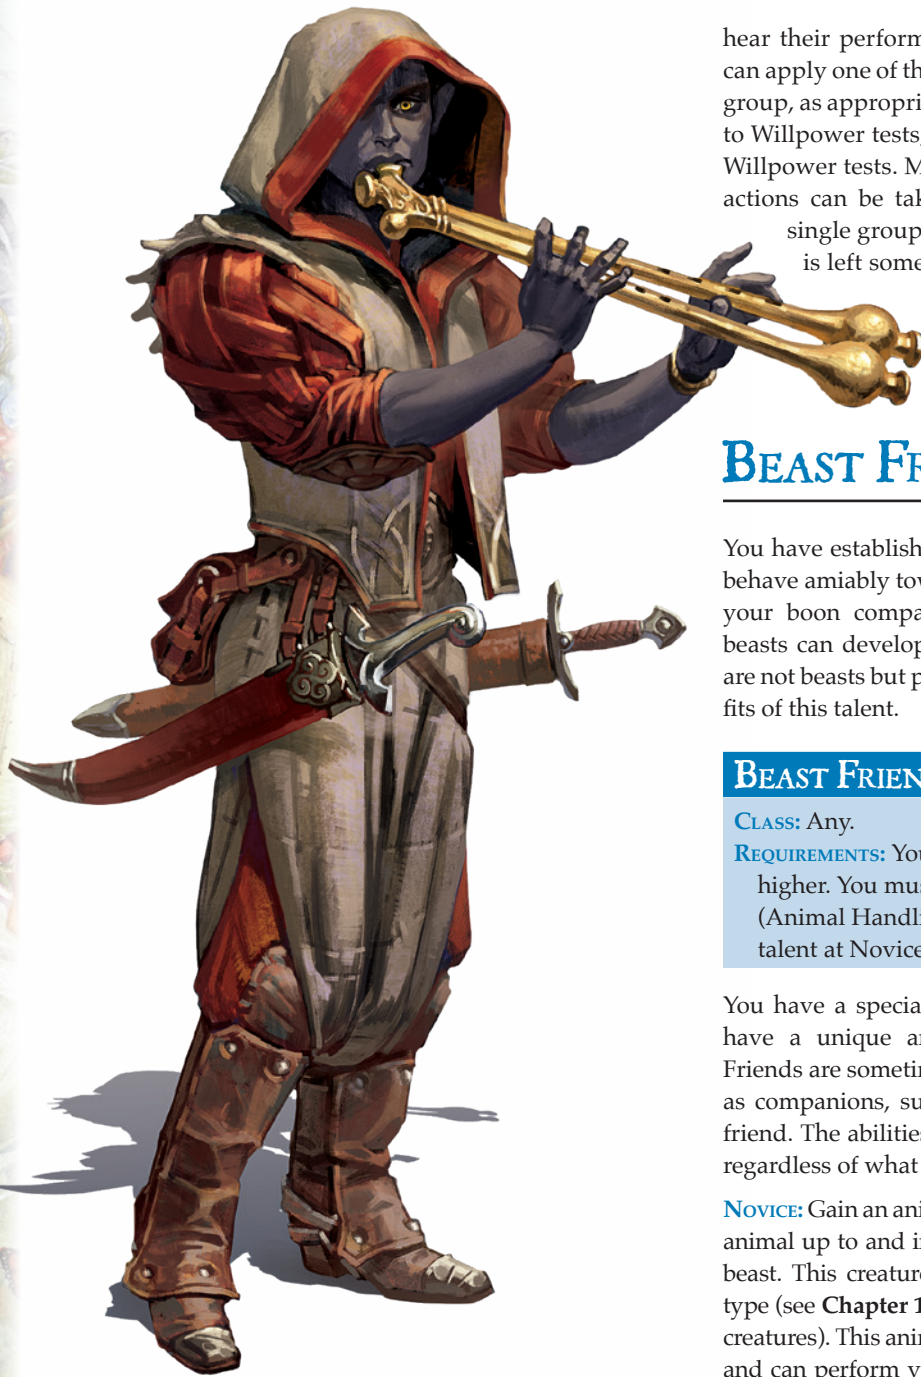 hear their perform
can apply one of th
group, as appropri
to Willpower tests,
Willpower tests. M
actions can be tak
single group
is left some
BEAST FR
You have establish
behave amiably tow
your boon compa
beasts can develop
are not beasts but p
fits of this talent.
BEAST FRIEN
CLASS: Any.
REQUIREMENTS: You
higher. You mus
(Animal Handli
talent at Novice
You have a specia
have a unique an
Friends are sometin
as companions, su
friend. The abilities
regardless of what
NOVICE: Gain an ani
animal up to and in
beast. This creature
type (see Chapter 1
creatures). This anin
and can perform y